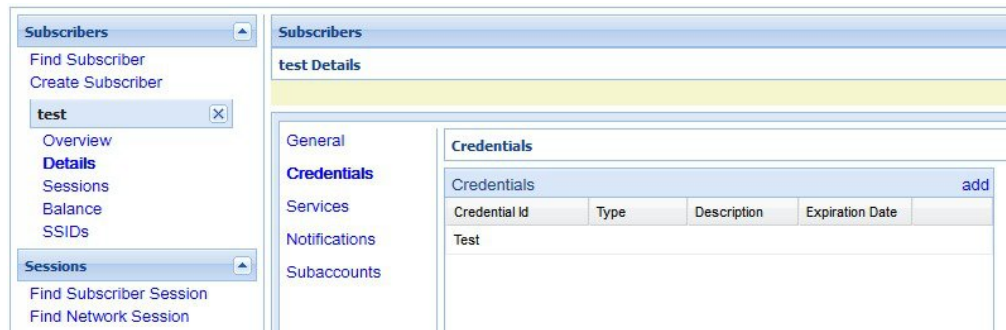 Subscribers
Find Subscriber
Create Subscriber
test
Overview
Details
Sessions
Balance
SSIDs
Sessions
Find Subscriber Session
Find Network Session
Subscribers
test Details
General
Credentials
Services
Notifications
Subaccounts
Credentials
Credentials add
Credential Id Type Description Expiration Date
Test